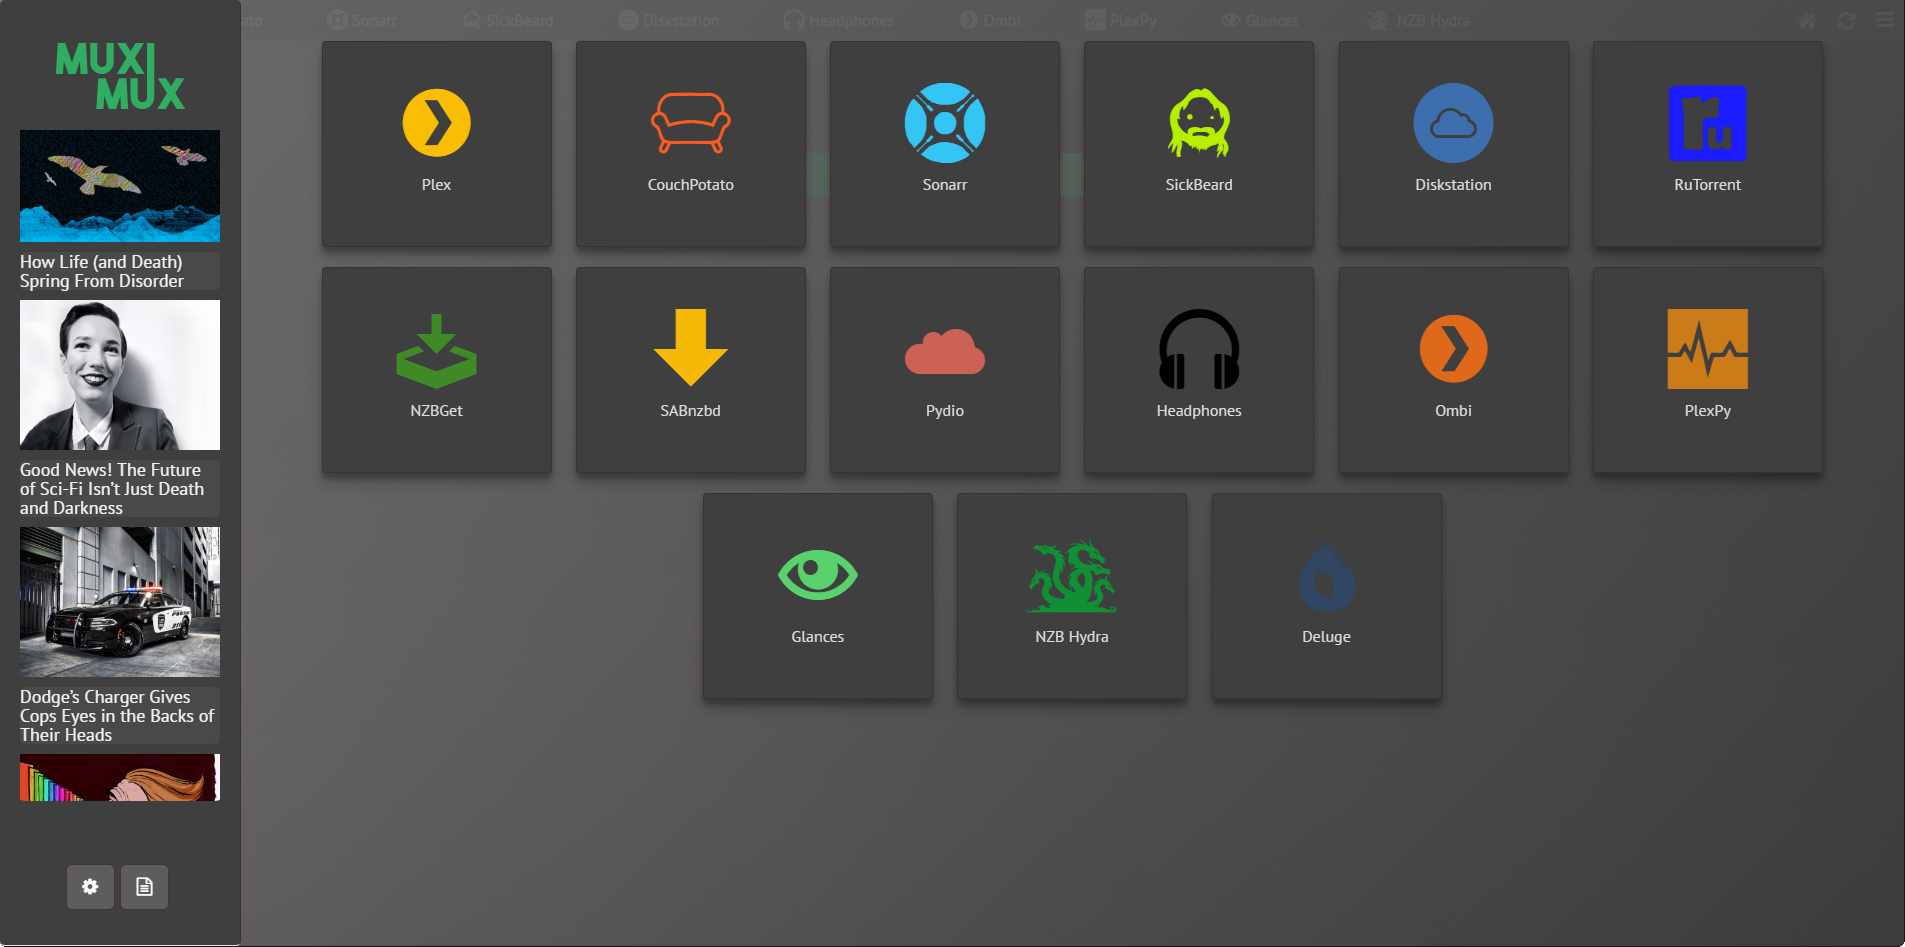 ato
Sonarr
SickBeard
Diskstation
Headphones
Ombi
PlexPy
Glances
NZB Hydra
MUXI
MUX
How Life (and Death)
Spring From Disorder
Good News! The Future
of Sci-Fi Isn’t Just Death
and Darkness
Dodge’s Charger Gives
Cops Eyes in the Backs of
Their Heads
Plex
CouchPotato
Sonarr
SickBeard
Diskstation
ru
RuTorrent
NZBGet
SABnzbd
Pydio
Headphones
Ombi
PlexPy
Glances
NZB Hydra
Deluge